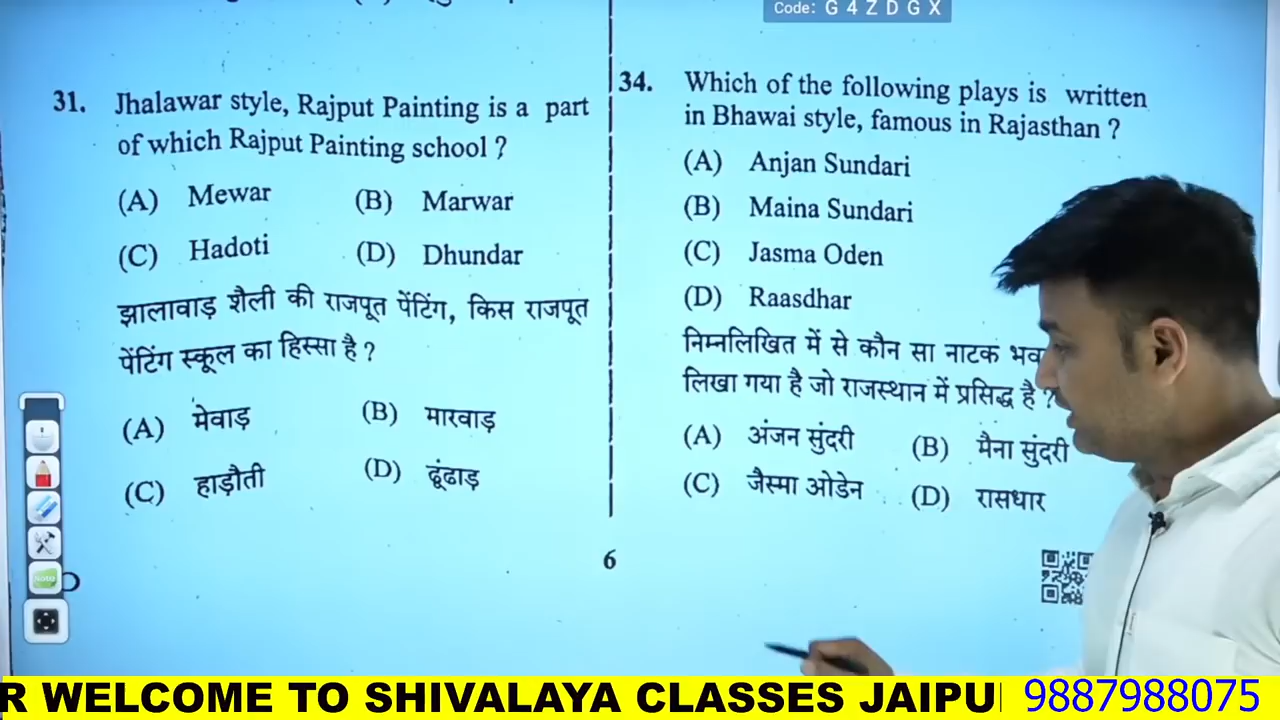 Code: G 4 Z D G X
31. Jhalawar style, Rajput Painting is a part
of which Rajput Painting school ?
(A) Mewar (B) Marwar
(C) Hadoti (D) Dhundar
झालावाड़ शैली की राजपूत पेंटिंग, किस राजपूत
पेंटिंग स्कूल का हिस्सा है ?
(A) मेवाड़ (B) मारवाड़
(C) हाड़ौती (D) ढूंढाड़
34. Which of the following plays is written
in Bhawai style, famous in Rajasthan ?
(A) Anjan Sundari
(B) Maina Sundari
(C) Jasma Oden
(D) Raasdhar
निम्नलिखित में से कौन सा नाटक भव
लिखा गया है जो राजस्थान में प्रसिद्ध है ?
(A) अंजन सुंदरी (B) मैना सुंदरी
(C) जैस्मा ओडेन (D) रासधार
6
Note
R WELCOME TO SHIVALAYA CLASSES JAIPU
9887988075